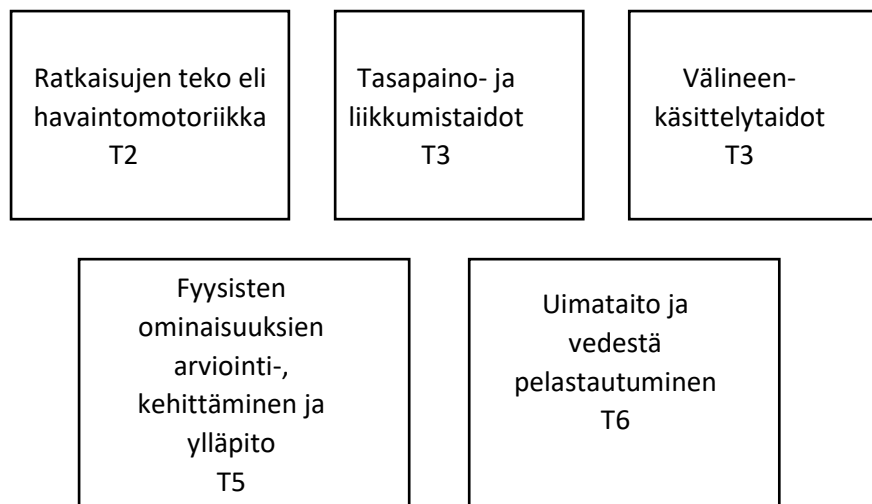 Ratkaisujen teko eli
havaintomotoriikka
T2
Tasapaino- ja
liikkumistaidot
T3
Välineen-
käsittelytaidot
T3
Fyysisten
ominaisuuksien
arviointi-,
kehittäminen ja
ylläpito
T5
Uimataito ja
vedestä
pelastautuminen
T6